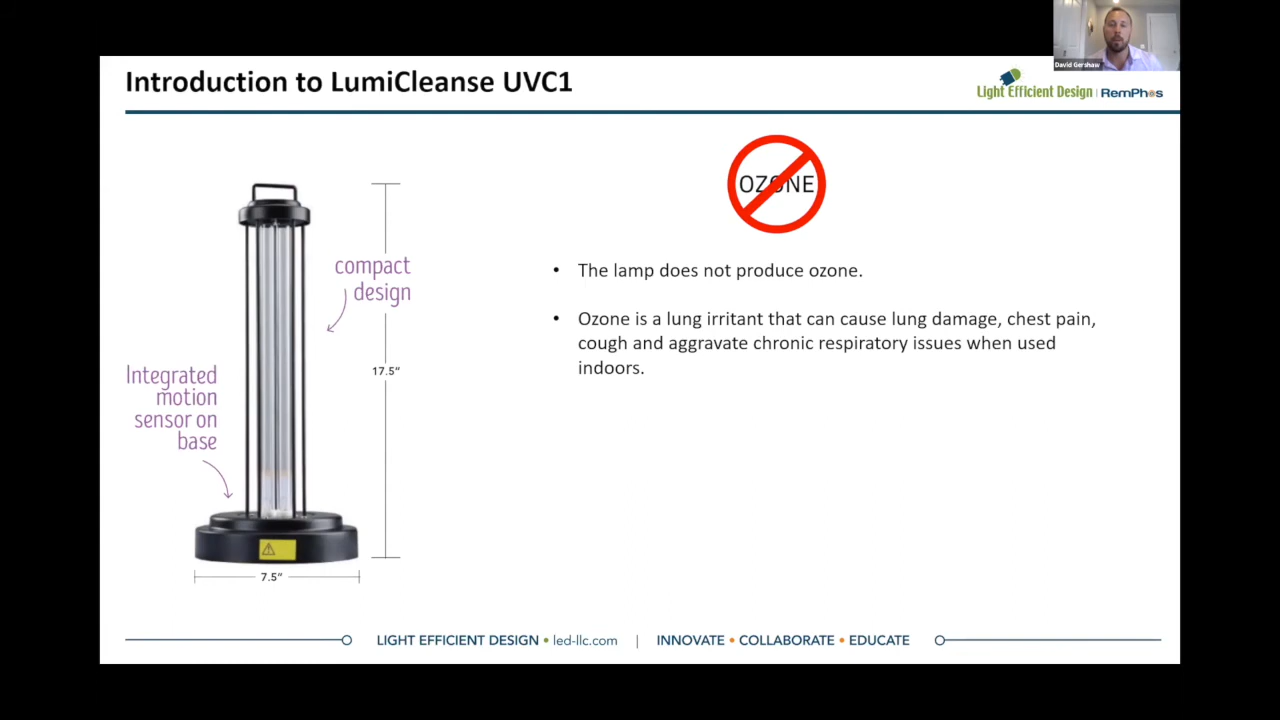 David Gershaw
Introduction to LumiCleanse UVC1
Light Efficient Design | RemPhos
OZONE
compact
design
17.5"
Integrated
motion
sensor on
base
7.5"
• The lamp does not produce ozone.
• Ozone is a lung irritant that can cause lung damage, chest pain,
cough and aggravate chronic respiratory issues when used
indoors.
LIGHT EFFICIENT DESIGN • led-llc.com | INNOVATE • COLLABORATE • EDUCATE